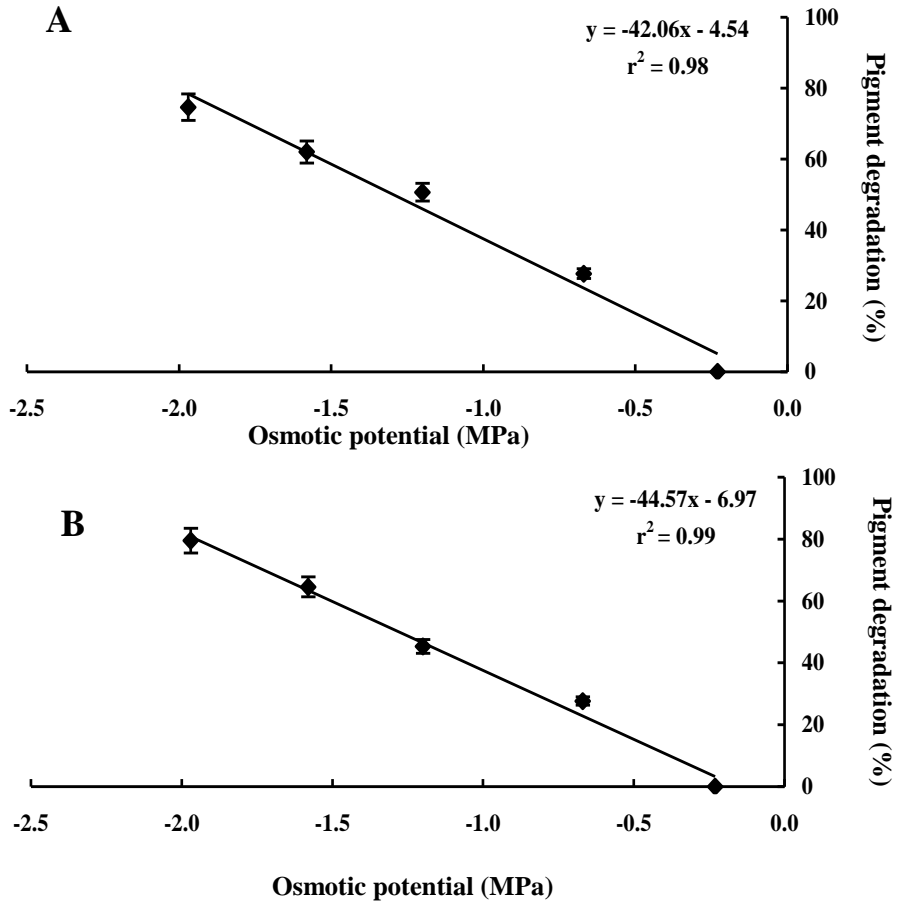 A
y = -42.06x - 4.54
r² = 0.98
100
80
60
40
20
0
Pigment degradation (%)
-2.5 -2.0 -1.5 -1.0 -0.5 0.0
Osmotic potential (MPa)
B
y = -44.57x - 6.97
r² = 0.99
100
80
60
40
20
0
Pigment degradation (%)
-2.5 -2.0 -1.5 -1.0 -0.5 0.0
Osmotic potential (MPa)